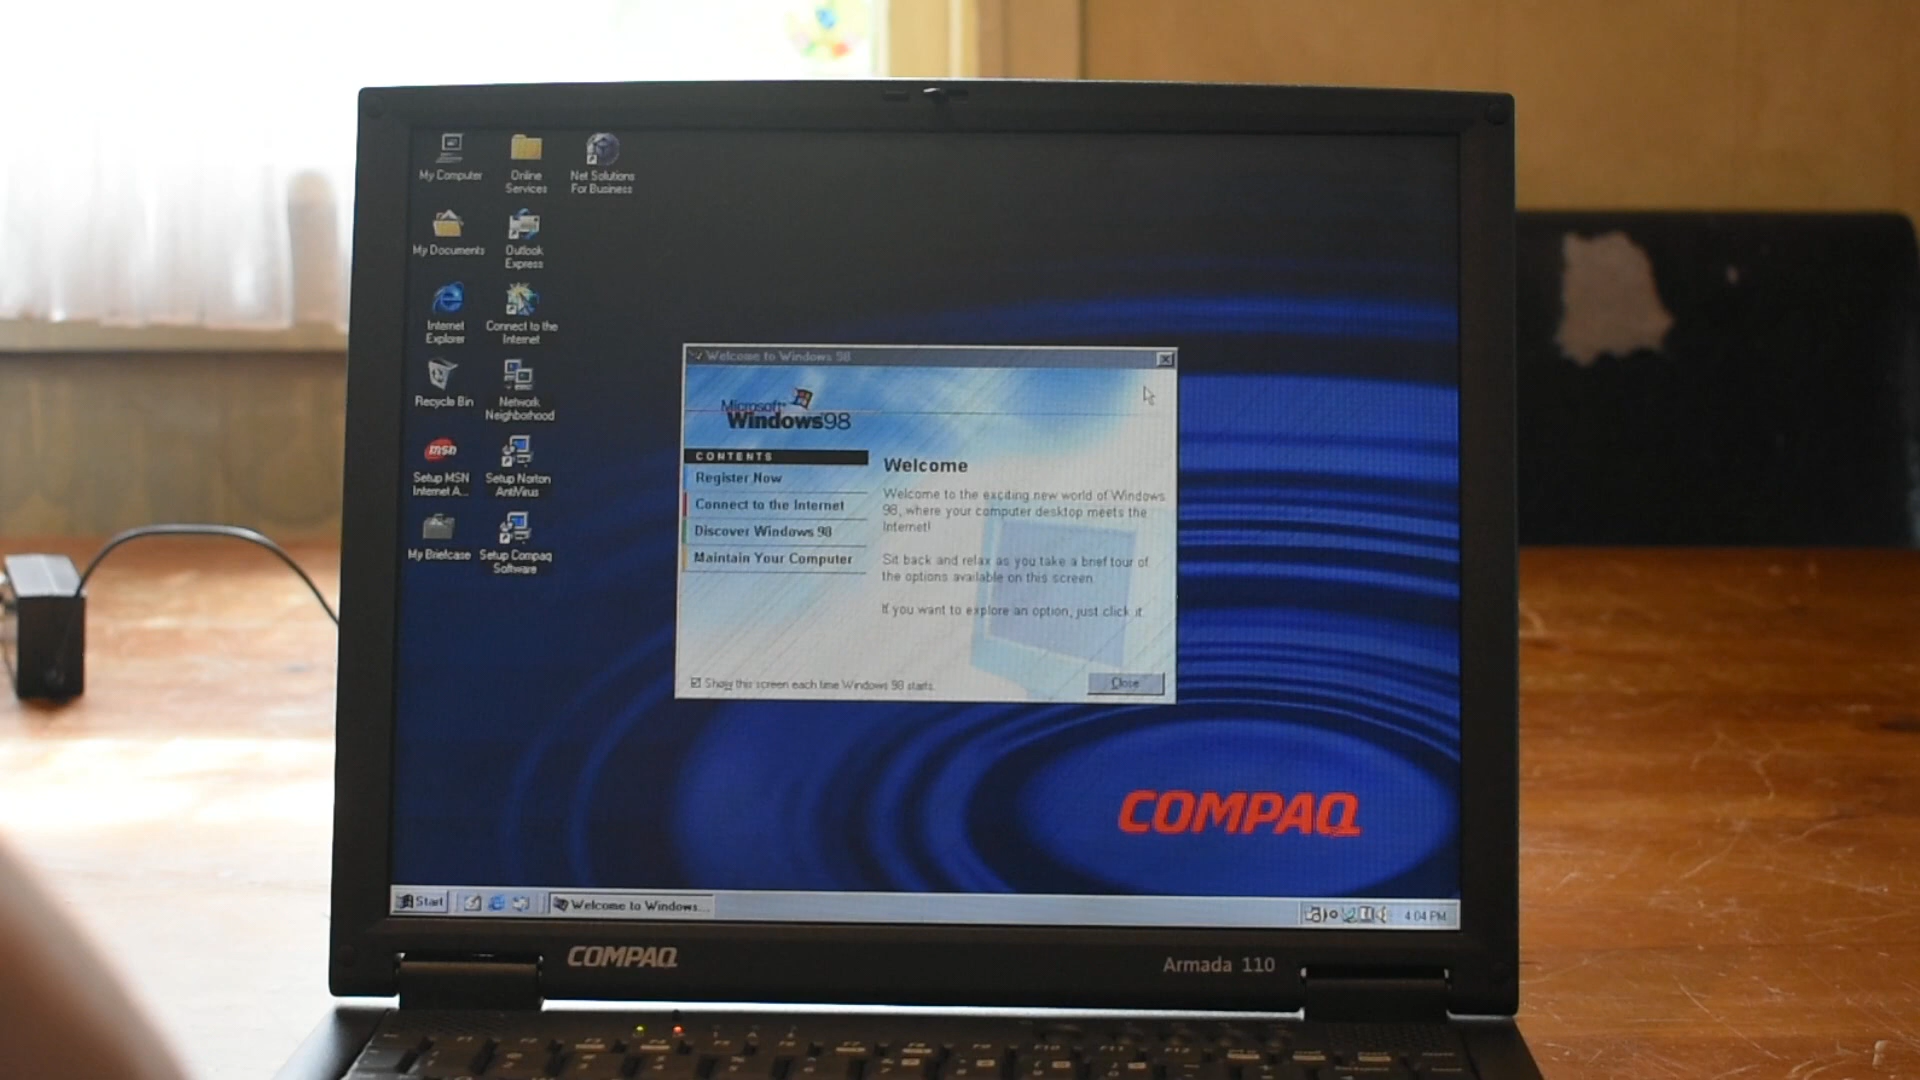 My Computer
Online
Services
Net Solutions
For Business
My Documents
Outlook
Express
Internet
Explorer
Connect to the
Internet
Recycle Bin
Network
Neighborhood
msn
Setup MSN
Internet A...
Setup Norton
AntiVirus
My Briefcase
Setup Compaq
Software
Welcome to Windows 98
Microsoft
Windows98
CONTENTS
Register Now
Connect to the Internet
Discover Windows 98
Maintain Your Computer
Welcome
Welcome to the exciting new world of Windows
98, where your computer desktop meets the
Internet!
Sit back and relax as you take a brief tour of
the options available on this screen.
If you want to explore an option, just click it.
Show this screen each time Windows 98 starts.
Close
COMPAQ
Start
Welcome to Windows...
4:04 PM
COMPAQ
Armada 110